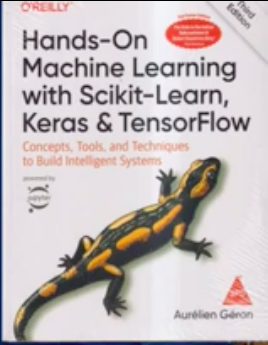 O'REILLY
Third
Edition
Hands-On
Machine Learning
with Scikit-Learn,
Keras & TensorFlow
Concepts, Tools, and Techniques
to Build Intelligent Systems
powered by
jupyter
Aurélien Géron